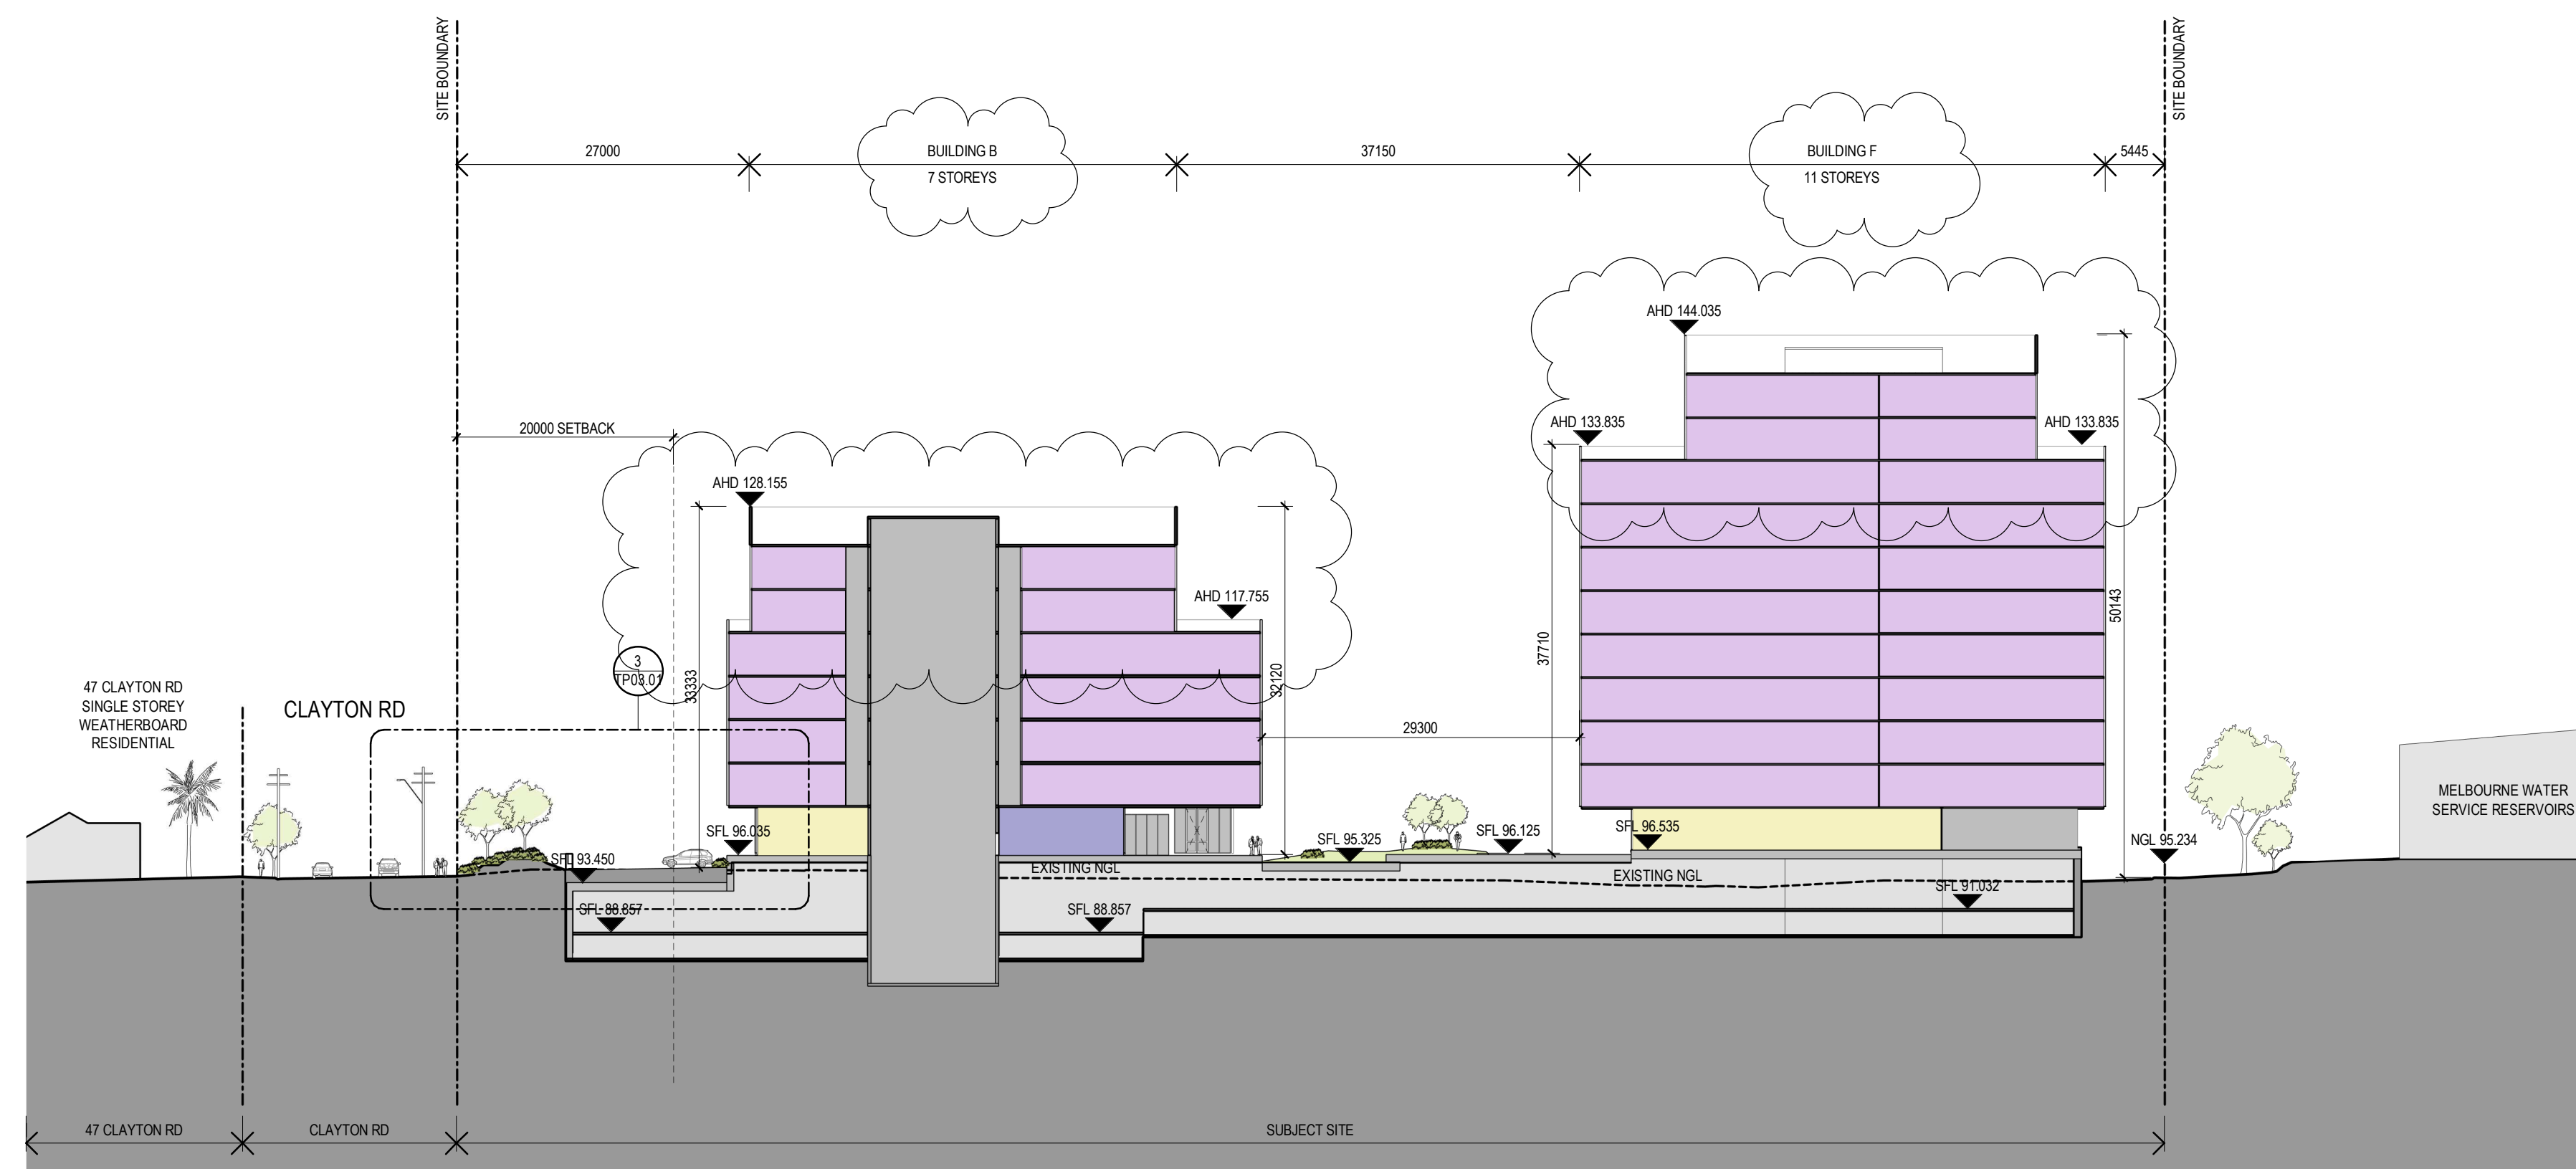 SITE BOUNDARY
SITE BOUNDARY
27000
BUILDING B
7 STOREYS
37150
BUILDING F
11 STOREYS
5445
AHD 144.035
AHD 133.835
AHD 133.835
20000 SETBACK
AHD 128.155
AHD 117.755
50143
37710
33333
32120
3
TP03.01
47 CLAYTON RD
SINGLE STOREY
WEATHERBOARD
RESIDENTIAL
CLAYTON RD
29300
MELBOURNE WATER
SERVICE RESERVOIRS
SFL 96.035
SFL 95.325
SFL 96.125
SFL 96.535
NGL 95.234
SFL 93.450
EXISTING NGL
EXISTING NGL
SFL 91.032
SFL 88.857
SFL 88.857
47 CLAYTON RD
CLAYTON RD
SUBJECT SITE